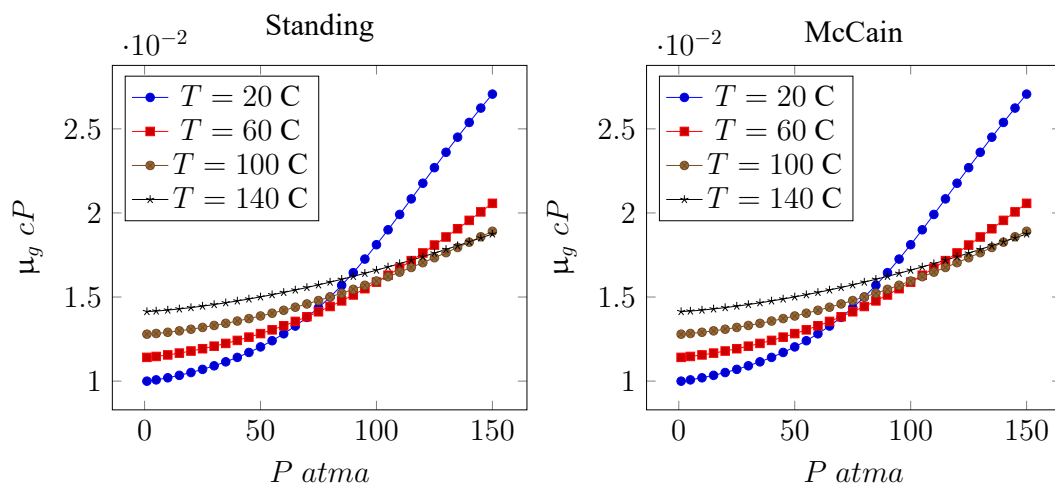 Standing
·10⁻²
T = 20 C
T = 60 C
T = 100 C
T = 140 C
2.5
2
1.5
1
μg cP
0 50 100 150
P atma
McCain
·10⁻²
T = 20 C
T = 60 C
T = 100 C
T = 140 C
2.5
2
1.5
1
μg cP
0 50 100 150
P atma